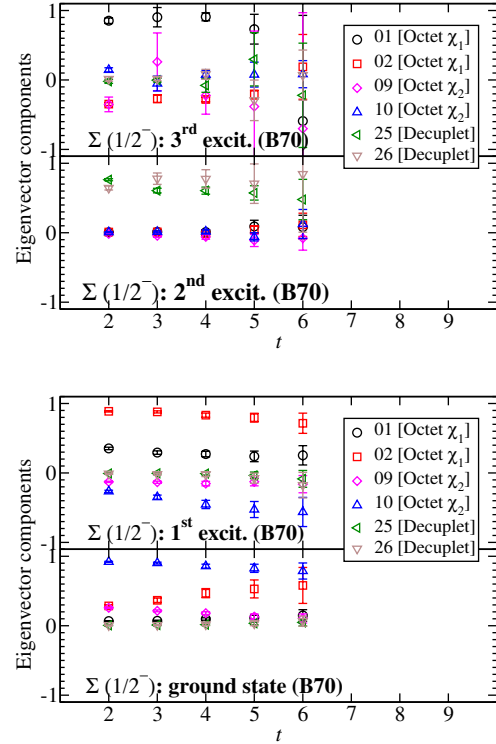 1
0
-1
Eigenvector components
Σ (1/2⁻): 3ʳᵈ excit. (B70)
01 [Octet χ₁]
02 [Octet χ₁]
09 [Octet χ₂]
10 [Octet χ₂]
25 [Decuplet]
26 [Decuplet]
0
-1
Σ (1/2⁻): 2ⁿᵈ excit. (B70)
2 3 4 5 6 7 8 9
t
1
0
-1
Eigenvector components
Σ (1/2⁻): 1ˢᵗ excit. (B70)
01 [Octet χ₁]
02 [Octet χ₁]
09 [Octet χ₂]
10 [Octet χ₂]
25 [Decuplet]
26 [Decuplet]
0
-1
Σ (1/2⁻): ground state (B70)
2 3 4 5 6 7 8 9
t